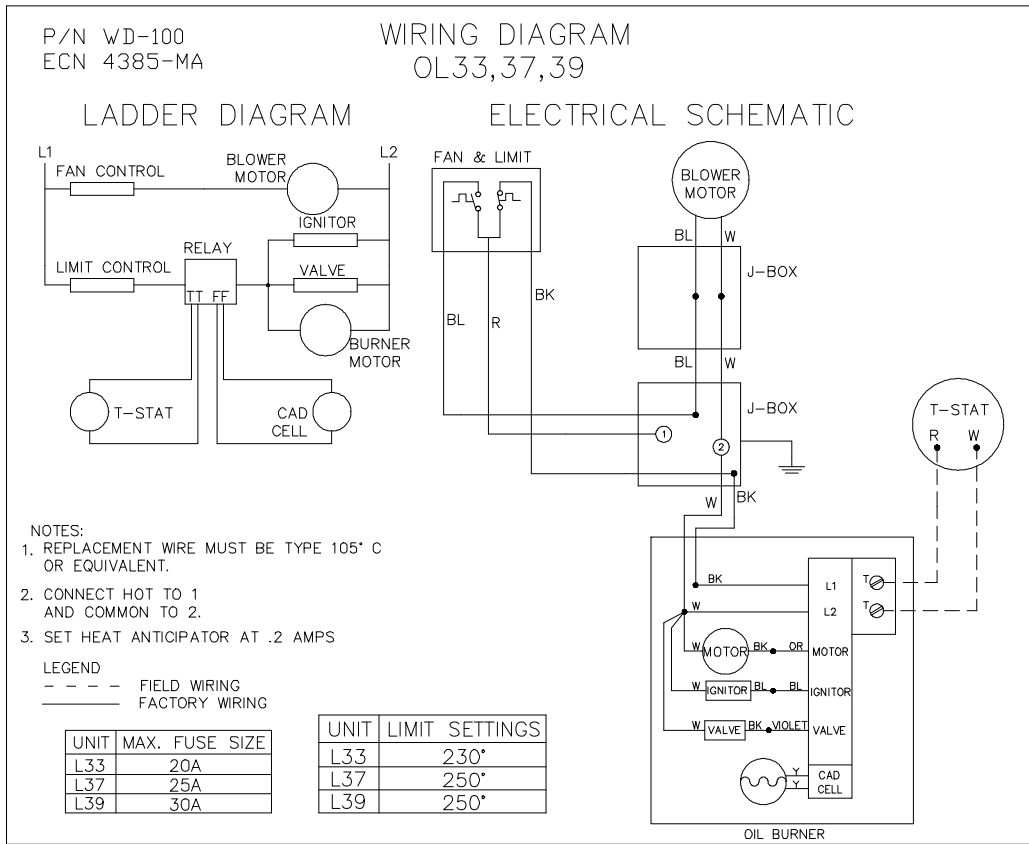 P/N WD-100
ECN 4385-MA
WIRING DIAGRAM
OL33,37,39
LADDER DIAGRAM
L1
L2
FAN CONTROL
BLOWER
MOTOR
IGNITOR
RELAY
LIMIT CONTROL
VALVE
TT FF
BURNER
MOTOR
T-STAT
CAD
CELL
ELECTRICAL SCHEMATIC
FAN & LIMIT
BLOWER
MOTOR
BL
W
J-BOX
BK
BL
R
BL
W
J-BOX
1
2
W
BK
T-STAT
R W
BK
L1
T
W
L2
T
W MOTOR BK OR MOTOR
W IGNITOR BL BL IGNITOR
W VALVE BK VIOLET VALVE
Y
Y
CAD
CELL
OIL BURNER
NOTES:
1. REPLACEMENT WIRE MUST BE TYPE 105° C
OR EQUIVALENT.
2. CONNECT HOT TO 1
AND COMMON TO 2.
3. SET HEAT ANTICIPATOR AT .2 AMPS
LEGEND
FIELD WIRING
FACTORY WIRING
UNIT MAX. FUSE SIZE
L33 20A
L37 25A
L39 30A
UNIT LIMIT SETTINGS
L33 230°
L37 250°
L39 250°